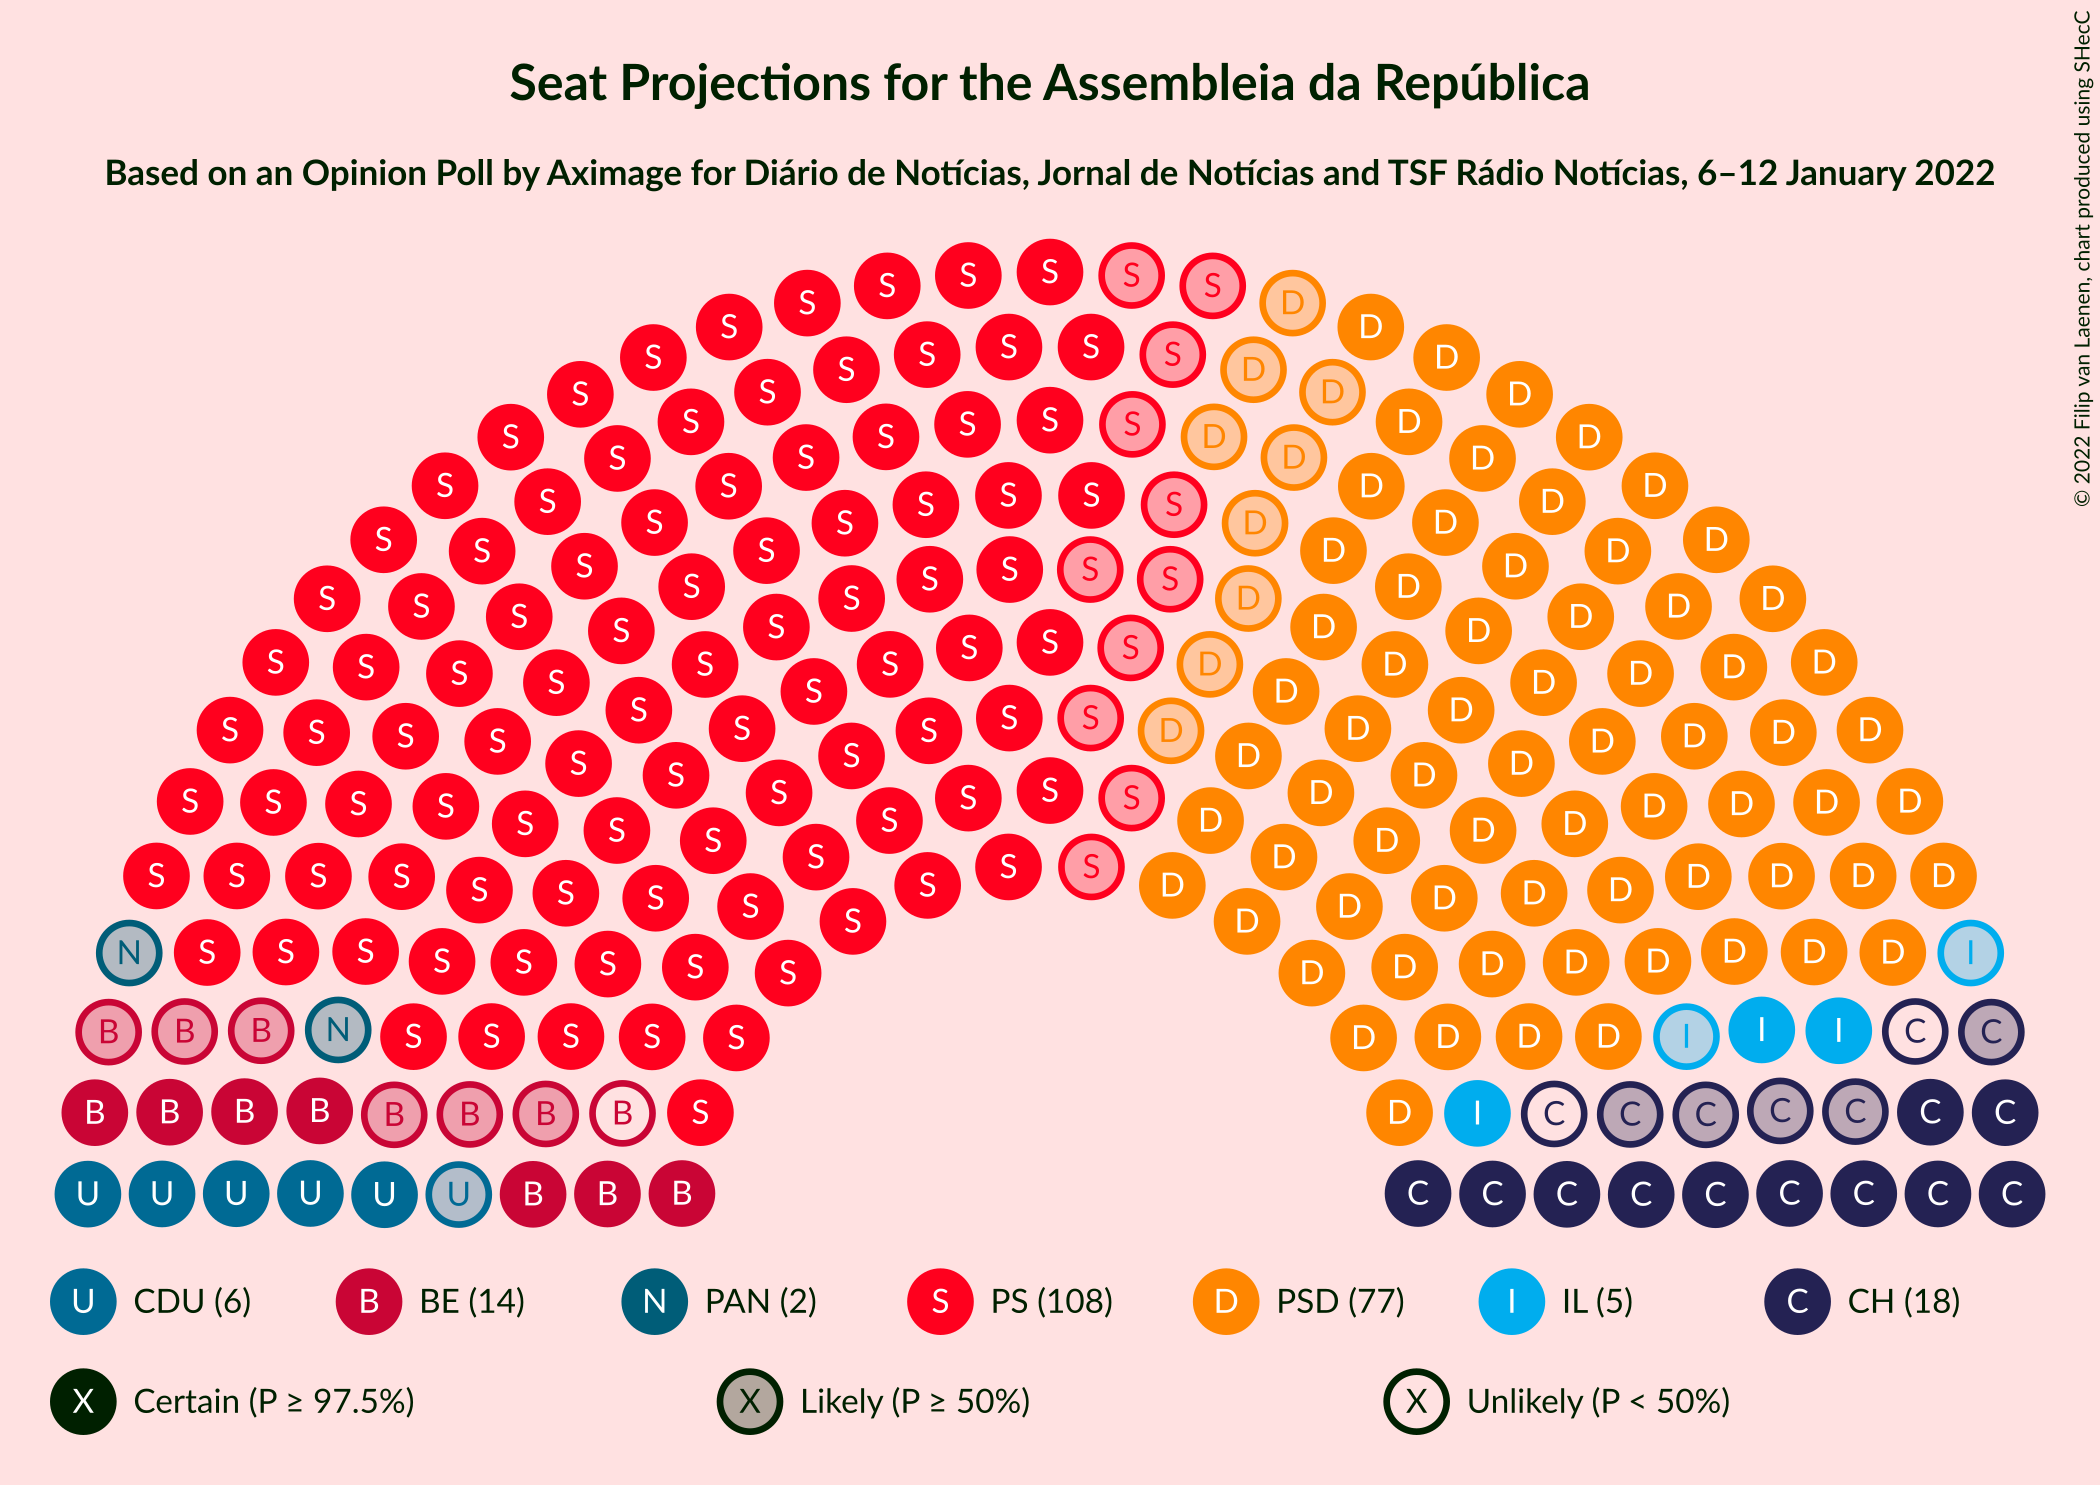 Seat Projections for the Assembleia da República
Based on an Opinion Poll by Aximage for Diário de Notícias, Jornal de Notícias and TSF Rádio Notícias, 6–12 January 2022
© 2022 Filip van Laenen, chart produced using SHecC
S S S S S S S S D D D D
S S S S S S S S D D D D
S S S S S S S S D D D D
S S S S S S S S D D D D
S S S S S S S S D D D D
S S S S S S S S D D D D
S S S S S S S S D D D D
S S S S S S S S D D D D
N S S S S S S S S D D D D D D D D I
B B B N S S S S S D D D D I I I C C
B B B B B B B B S D I C C C C C C C
U U U U U U B B B C C C C C C C C C
U CDU (6) B BE (14) N PAN (2) S PS (108) D PSD (77) I IL (5) C CH (18)
X Certain (P ≥ 97.5%) X Likely (P ≥ 50%) X Unlikely (P < 50%)